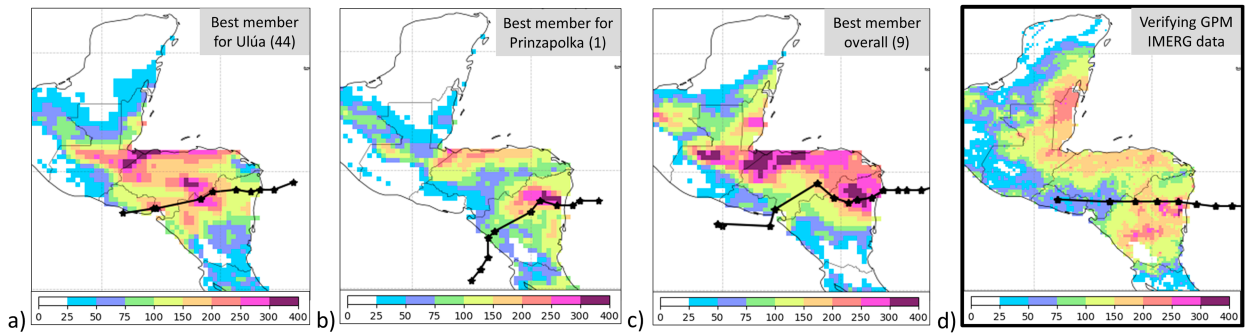 Best member
for Ulúa (44)
Best member for
Prinzapolka (1)
Best member
overall (9)
Verifying GPM
IMERG data
0 25 50 75 100 150 200 250 300 400
0 25 50 75 100 150 200 250 300 400
0 25 50 75 100 150 200 250 300 400
0 25 50 75 100 150 200 250 300 400
a)
b)
c)
d)